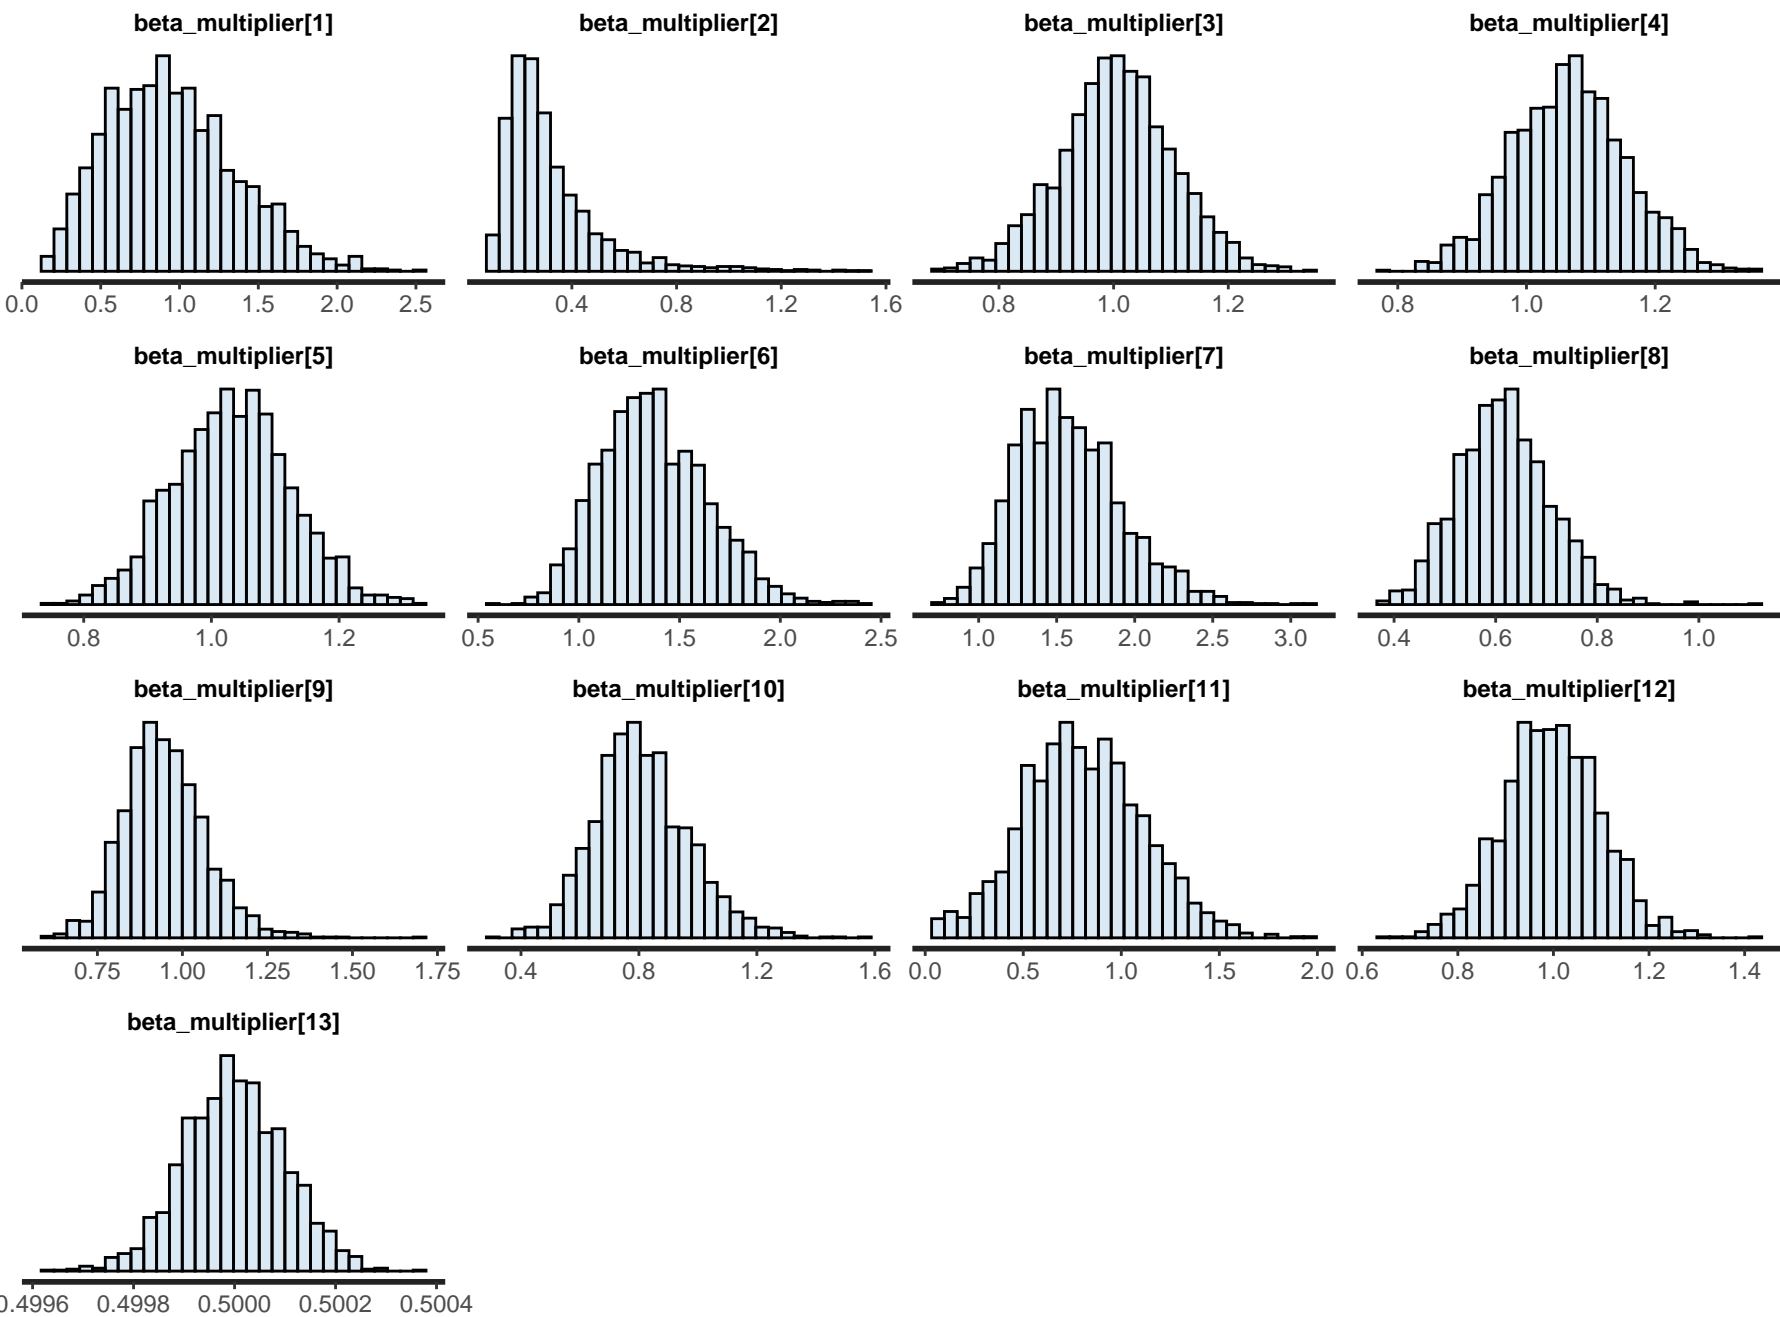 beta_multiplier[1] beta_multiplier[2] beta_multiplier[3] beta_multiplier[4]
0.0 0.5 1.0 1.5 2.0 2.5 0.4 0.8 1.2 1.6 0.8 1.0 1.2 0.8 1.0 1.2
beta_multiplier[5] beta_multiplier[6] beta_multiplier[7] beta_multiplier[8]
0.8 1.0 1.2 0.5 1.0 1.5 2.0 2.5 1.0 1.5 2.0 2.5 3.0 0.4 0.6 0.8 1.0
beta_multiplier[9] beta_multiplier[10] beta_multiplier[11] beta_multiplier[12]
0.75 1.00 1.25 1.50 1.75 0.4 0.8 1.2 1.6 0.0 0.5 1.0 1.5 2.0 0.6 0.8 1.0 1.2 1.4
beta_multiplier[13]
0.4996 0.4998 0.5000 0.5002 0.5004